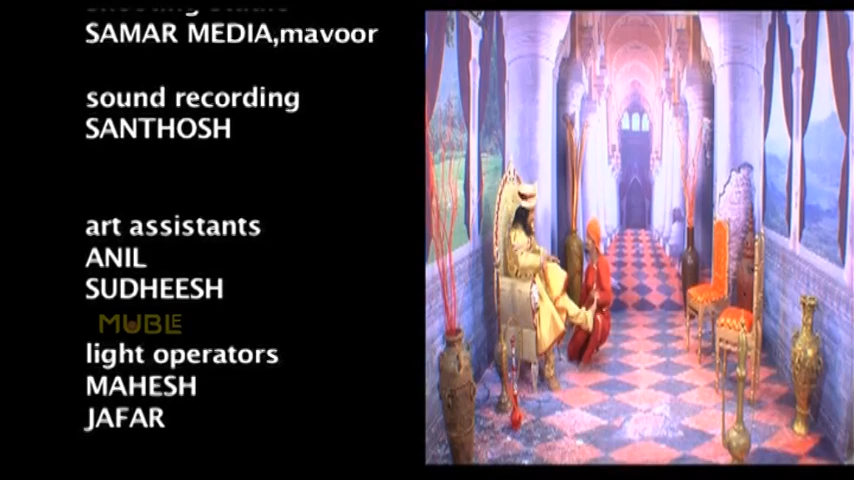 SAMAR MEDIA,mavoor
sound recording
SANTHOSH
art assistants
ANIL
SUDHEESH
MUBLE
light operators
MAHESH
JAFAR